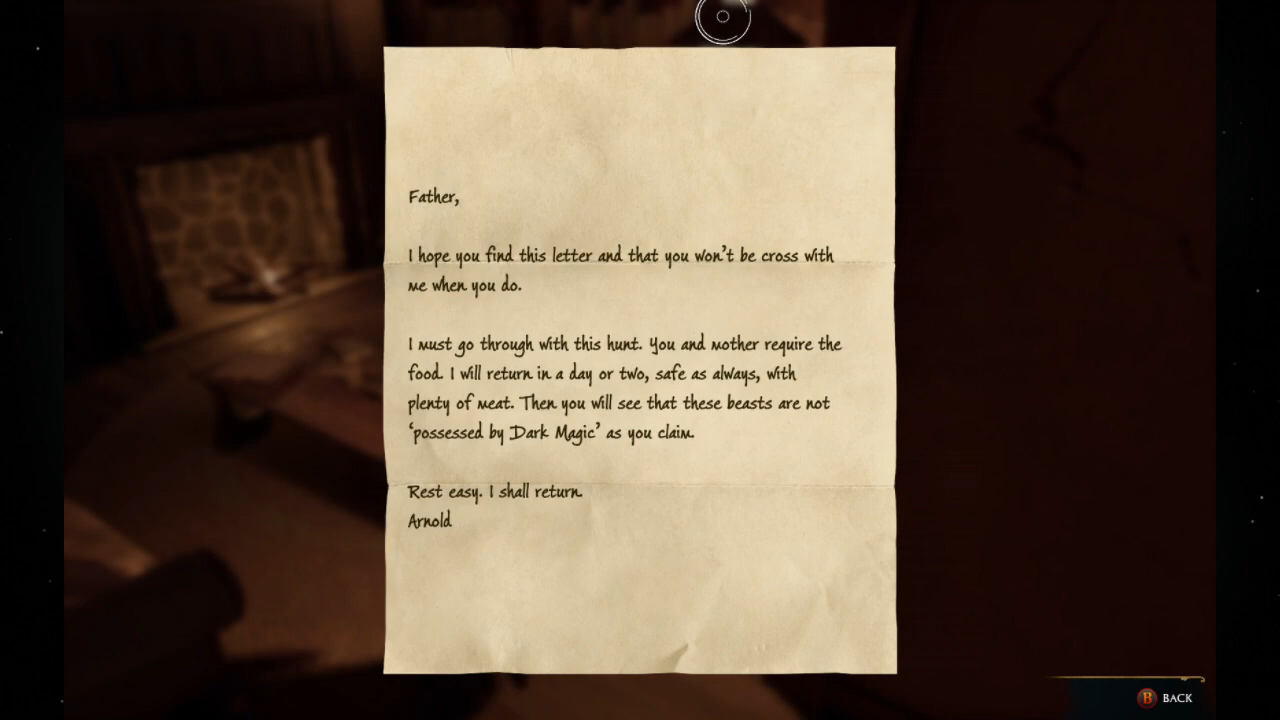 Father,
I hope you find this letter and that you won't be cross with
me when you do.
I must go through with this hunt. You and mother require the
food. I will return in a day or two, safe as always, with
plenty of meat. Then you will see that these beasts are not
‘possessed by Dark Magic’ as you claim.
Rest easy. I shall return.
Arnold
B BACK